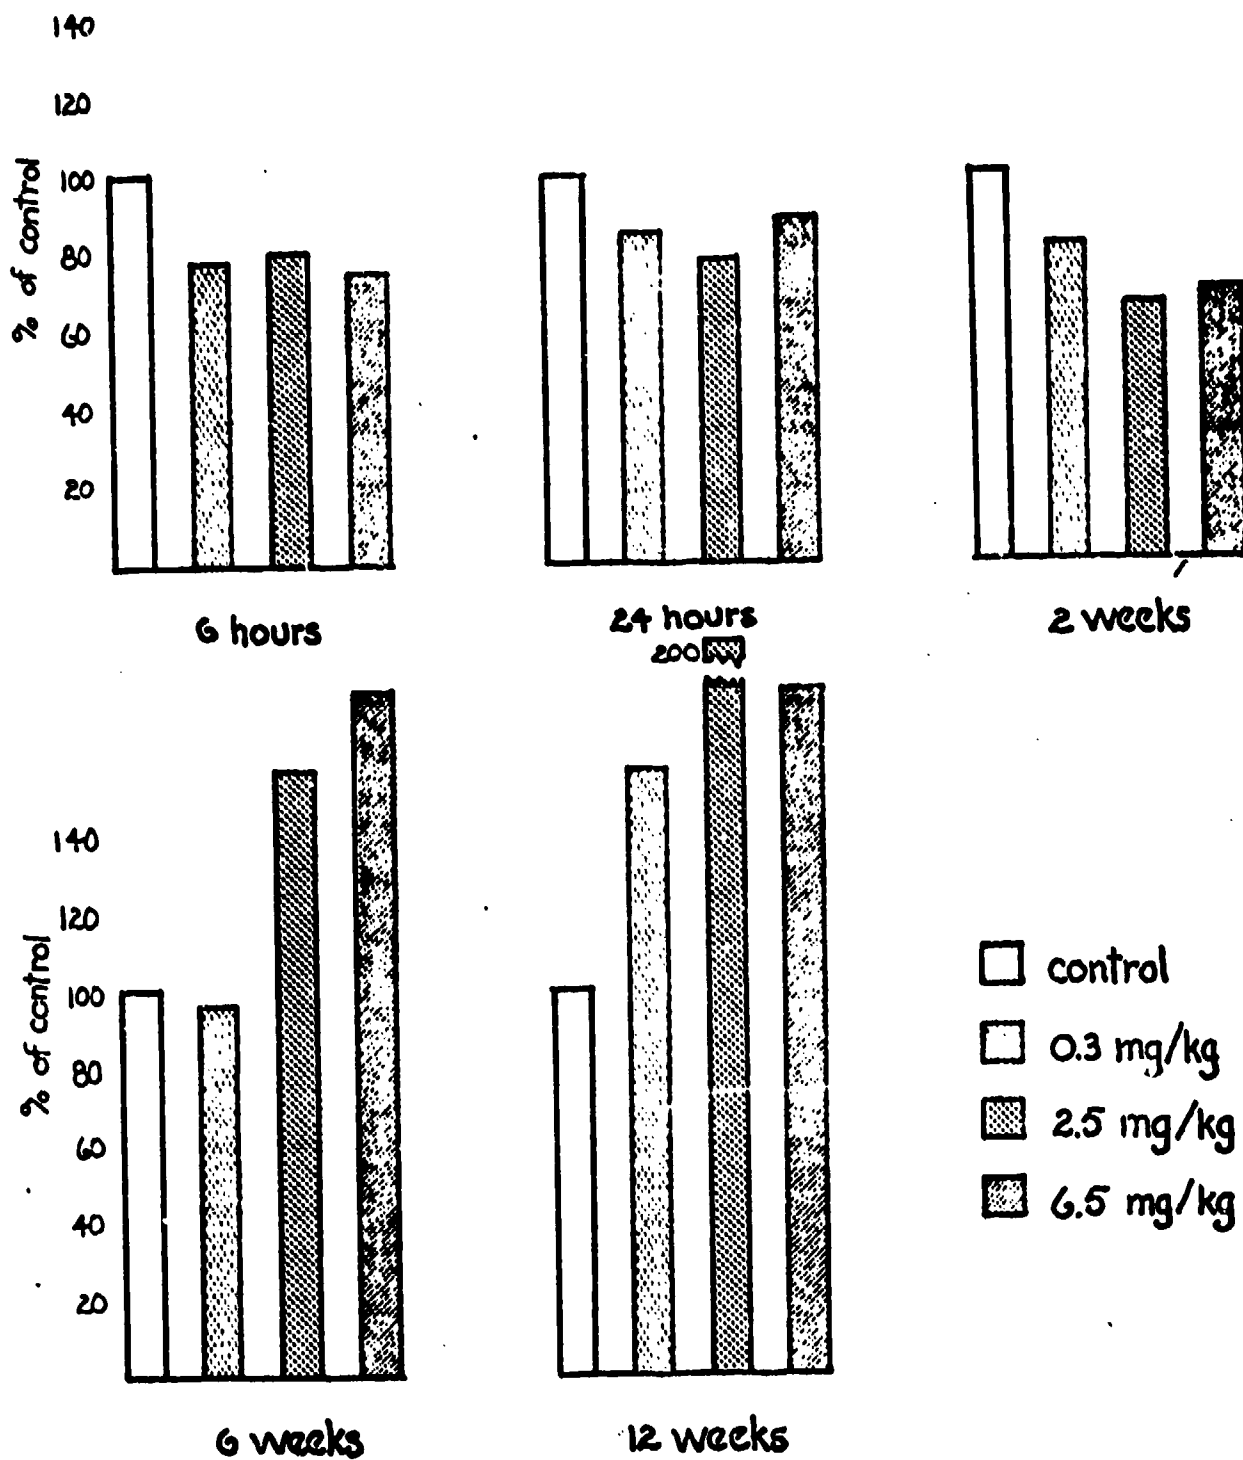 140
120
100
80
60
40
20
% of control
6 hours
24 hours
2 weeks
200
140
120
100
80
60
40
20
% of control
6 weeks
12 weeks
control
0.3 mg/kg
2.5 mg/kg
6.5 mg/kg